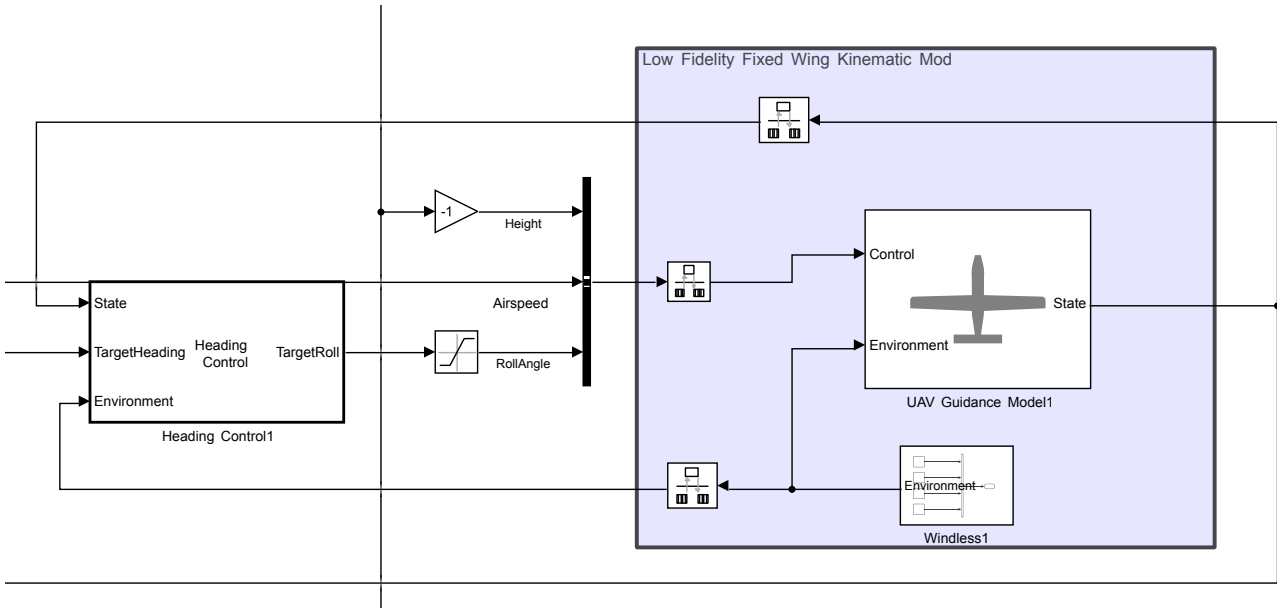 Low Fidelity Fixed Wing Kinematic Mod
-1
Height
Control
State
Airspeed
State
TargetHeading
Heading
Control
TargetRoll
RollAngle
Environment
Environment
UAV Guidance Model1
Heading Control1
Environment
Windless1